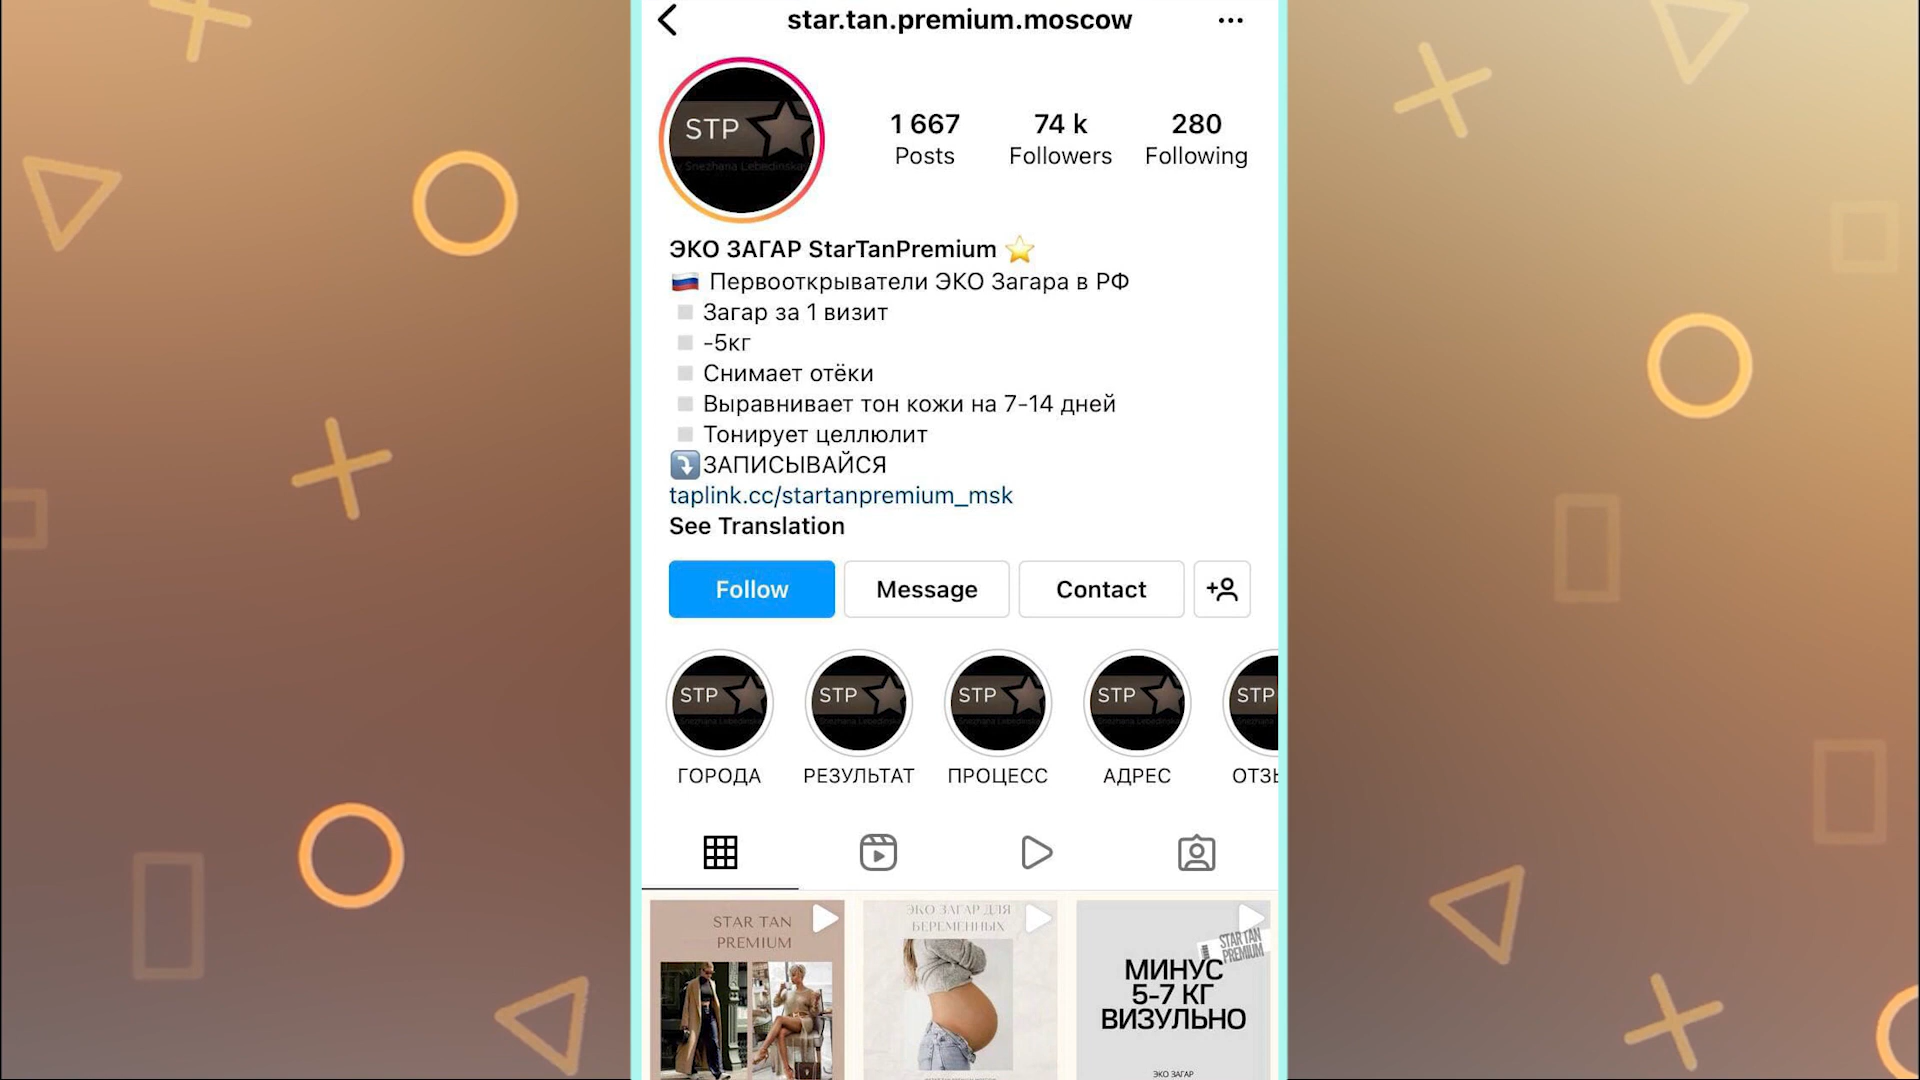 star.tan.premium.moscow
STP
Snezhana Lebedinska
1 667
Posts
74 k
Followers
280
Following
ЭКО ЗАГАР StarTanPremium ⭐
🇷🇺 Первооткрыватели ЭКО Загара в РФ
◽ Загар за 1 визит
◽ -5кг
◽ Снимает отёки
◽ Выравнивает тон кожи на 7-14 дней
◽ Тонирует целлюлит
⤵️ЗАПИСЫВАЙСЯ
taplink.cc/startanpremium_msk
See Translation
Follow
Message
Contact
STP
STP
STP
STP
STP
ГОРОДА
РЕЗУЛЬТАТ
ПРОЦЕСС
АДРЕС
ОТЗЫ
STAR TAN
PREMIUM
ЭКО ЗАГАР ДЛЯ
БЕРЕМЕННЫХ
STAR TAN
PREMIUM
МИНУС
5-7 КГ
ВИЗУЛЬНО
ЭКО ЗАГАР